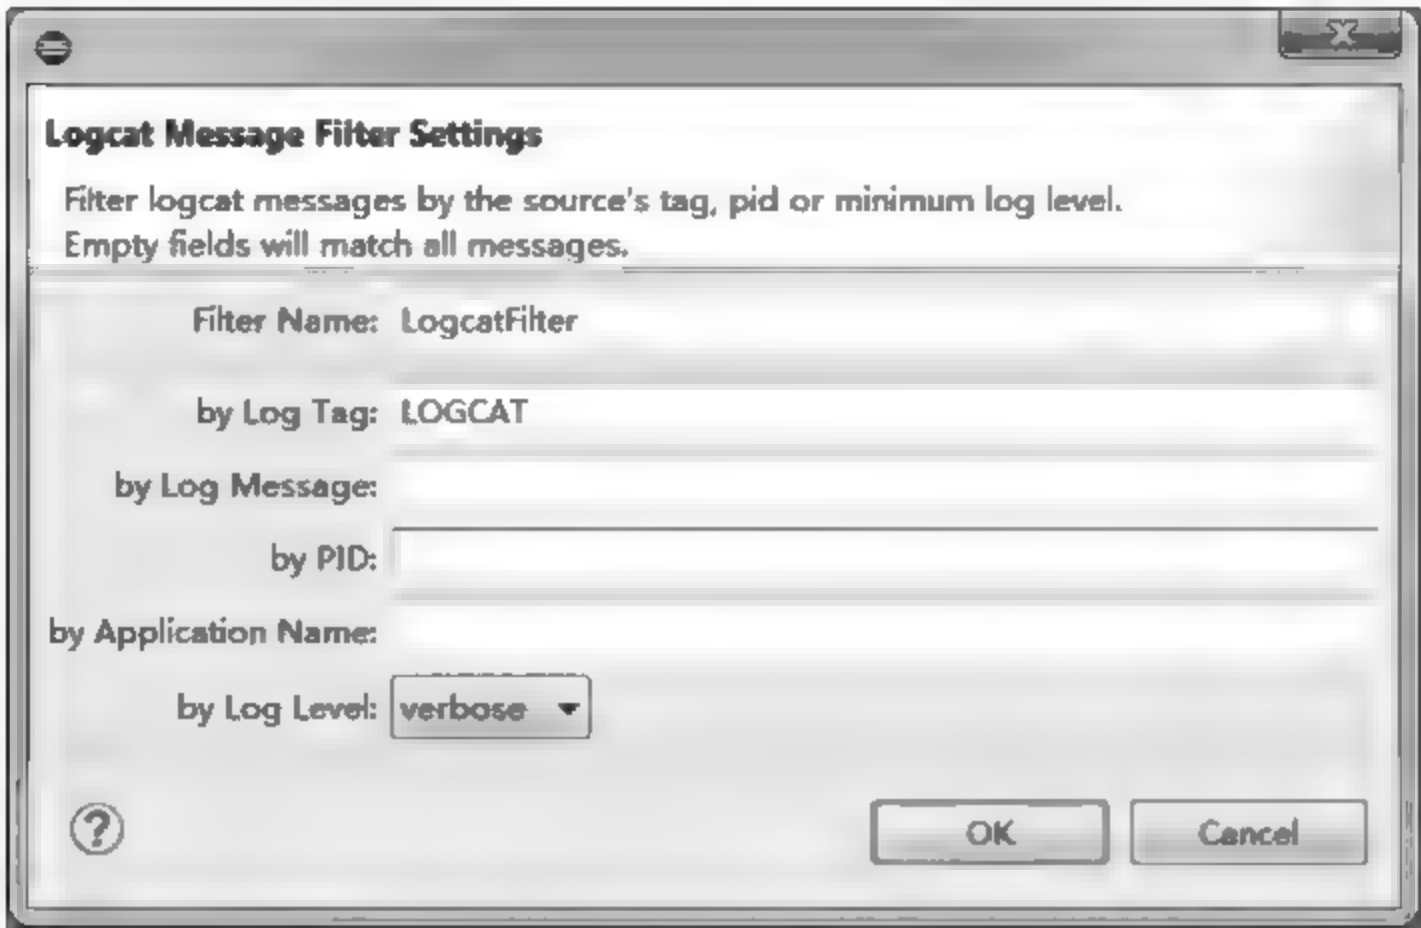 Logcat Message Filter Settings
Filter logcat messages by the source's tag, pid or minimum log level.
Empty fields will match all messages.
Filter Name: LogcatFilter
by Log Tag: LOGCAT
by Log Message:
by PID:
by Application Name:
by Log Level: verbose
? OK Cancel